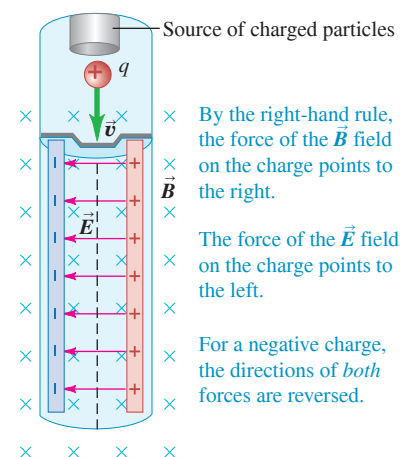 Source of charged particles
q
v
By the right-hand rule,
the force of the B field
on the charge points to
the right.
B
E
The force of the E field
on the charge points to
the left.
For a negative charge,
the directions of both
forces are reversed.